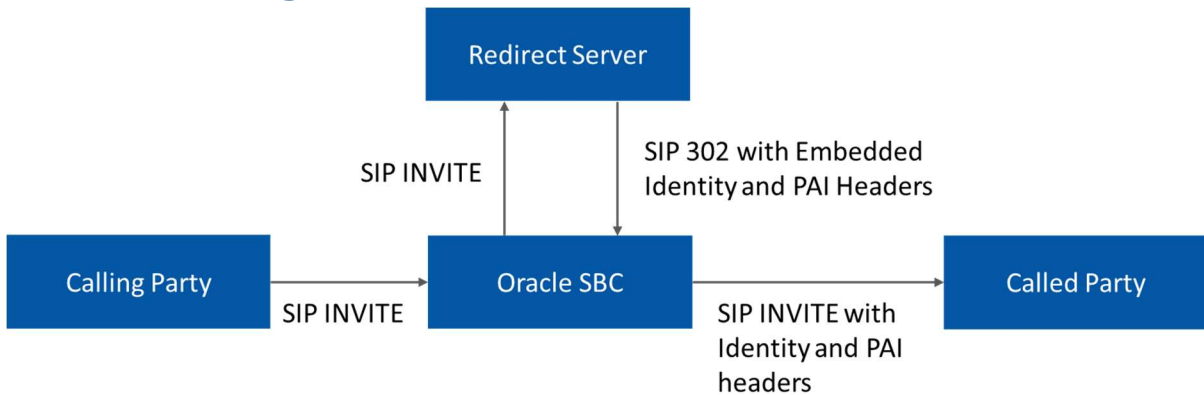 Redirect Server
SIP INVITE
SIP 302 with Embedded
Identity and PAI Headers
Calling Party
SIP INVITE
Oracle SBC
SIP INVITE with
Identity and PAI
headers
Called Party